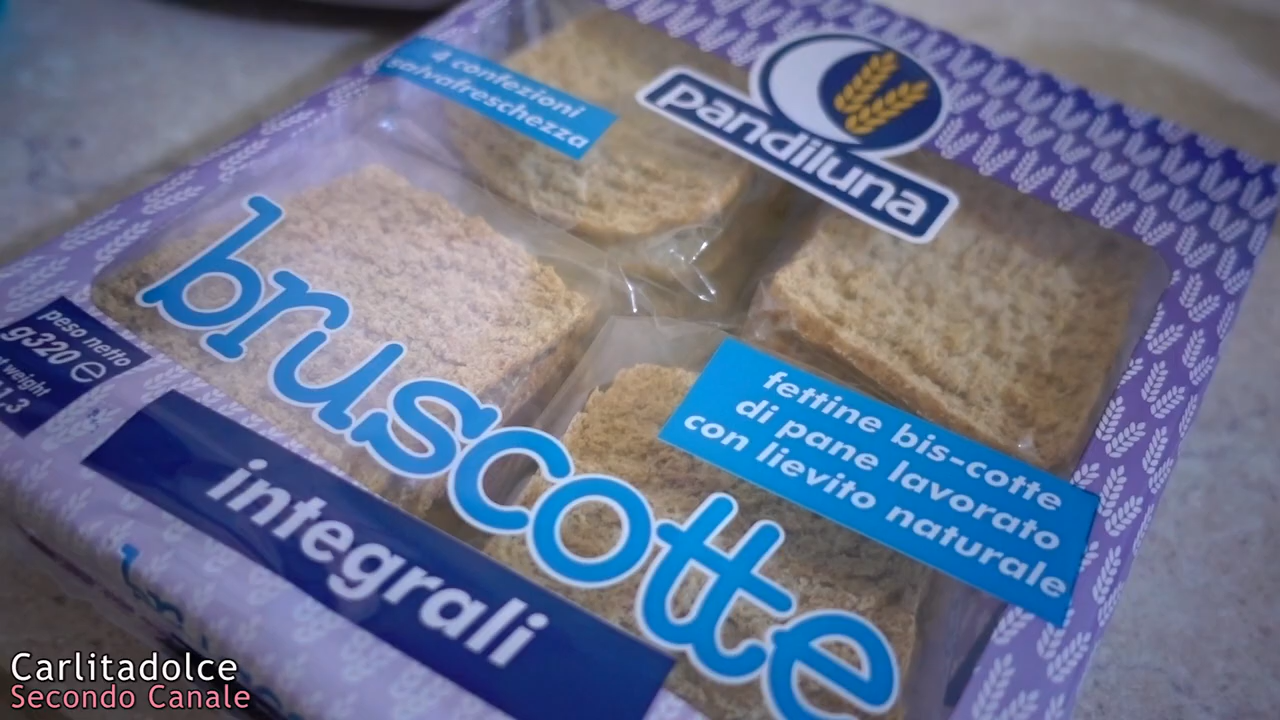 4 confezioni
salvafreschezza
pandiluna
bruscotte
peso netto
g320 e
weight
integrali
fettine bis-cotte
di pane lavorato
con lievito naturale
Carlitadolce
Secondo Canale